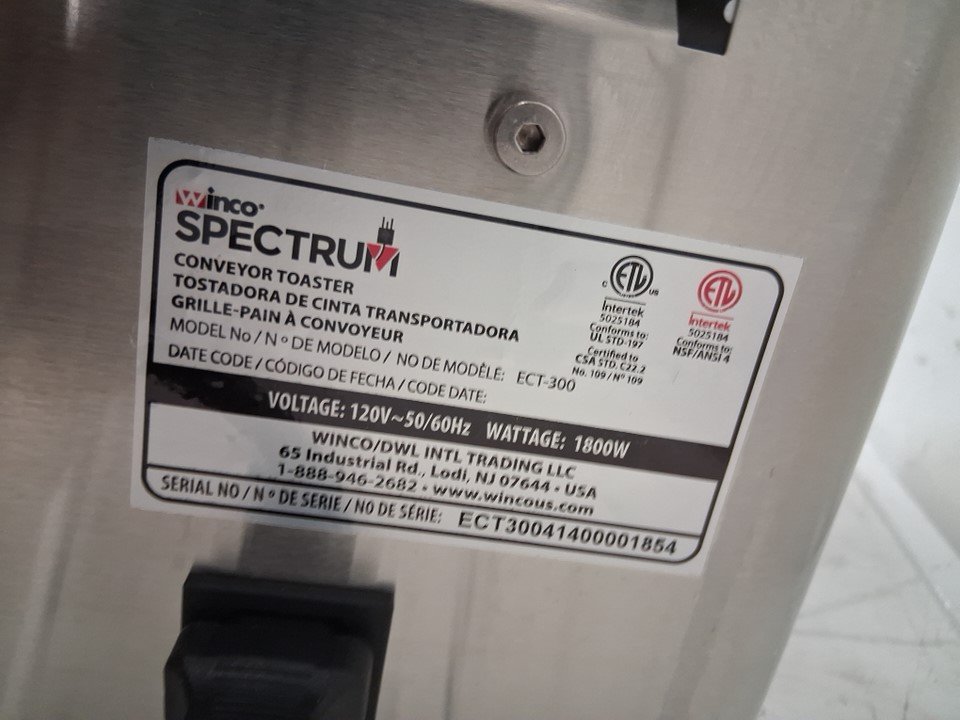 Winco®
SPECTRUM
CONVEYOR TOASTER
TOSTADORA DE CINTA TRANSPORTADORA
GRILLE-PAIN À CONVOYEUR
MODEL No / N º DE MODELO / NO DE MODÈLE: ECT-300
DATE CODE / CÓDIGO DE FECHA / CODE DATE:
C ETL US
Intertek
5025184
Conforms to:
UL STD-197
Certified to
CSA STD. C22.2
No. 109 / Nº 109
ETL
Intertek
5025184
Conforms to:
NSF/ANSI 4
VOLTAGE: 120V~50/60Hz WATTAGE: 1800W
WINCO/DWL INTL TRADING LLC
65 Industrial Rd., Lodi, NJ 07644 • USA
1-888-946-2682 • www.wincous.com
SERIAL NO / N º DE SERIE / NO DE SÉRIE: ECT30041400001854